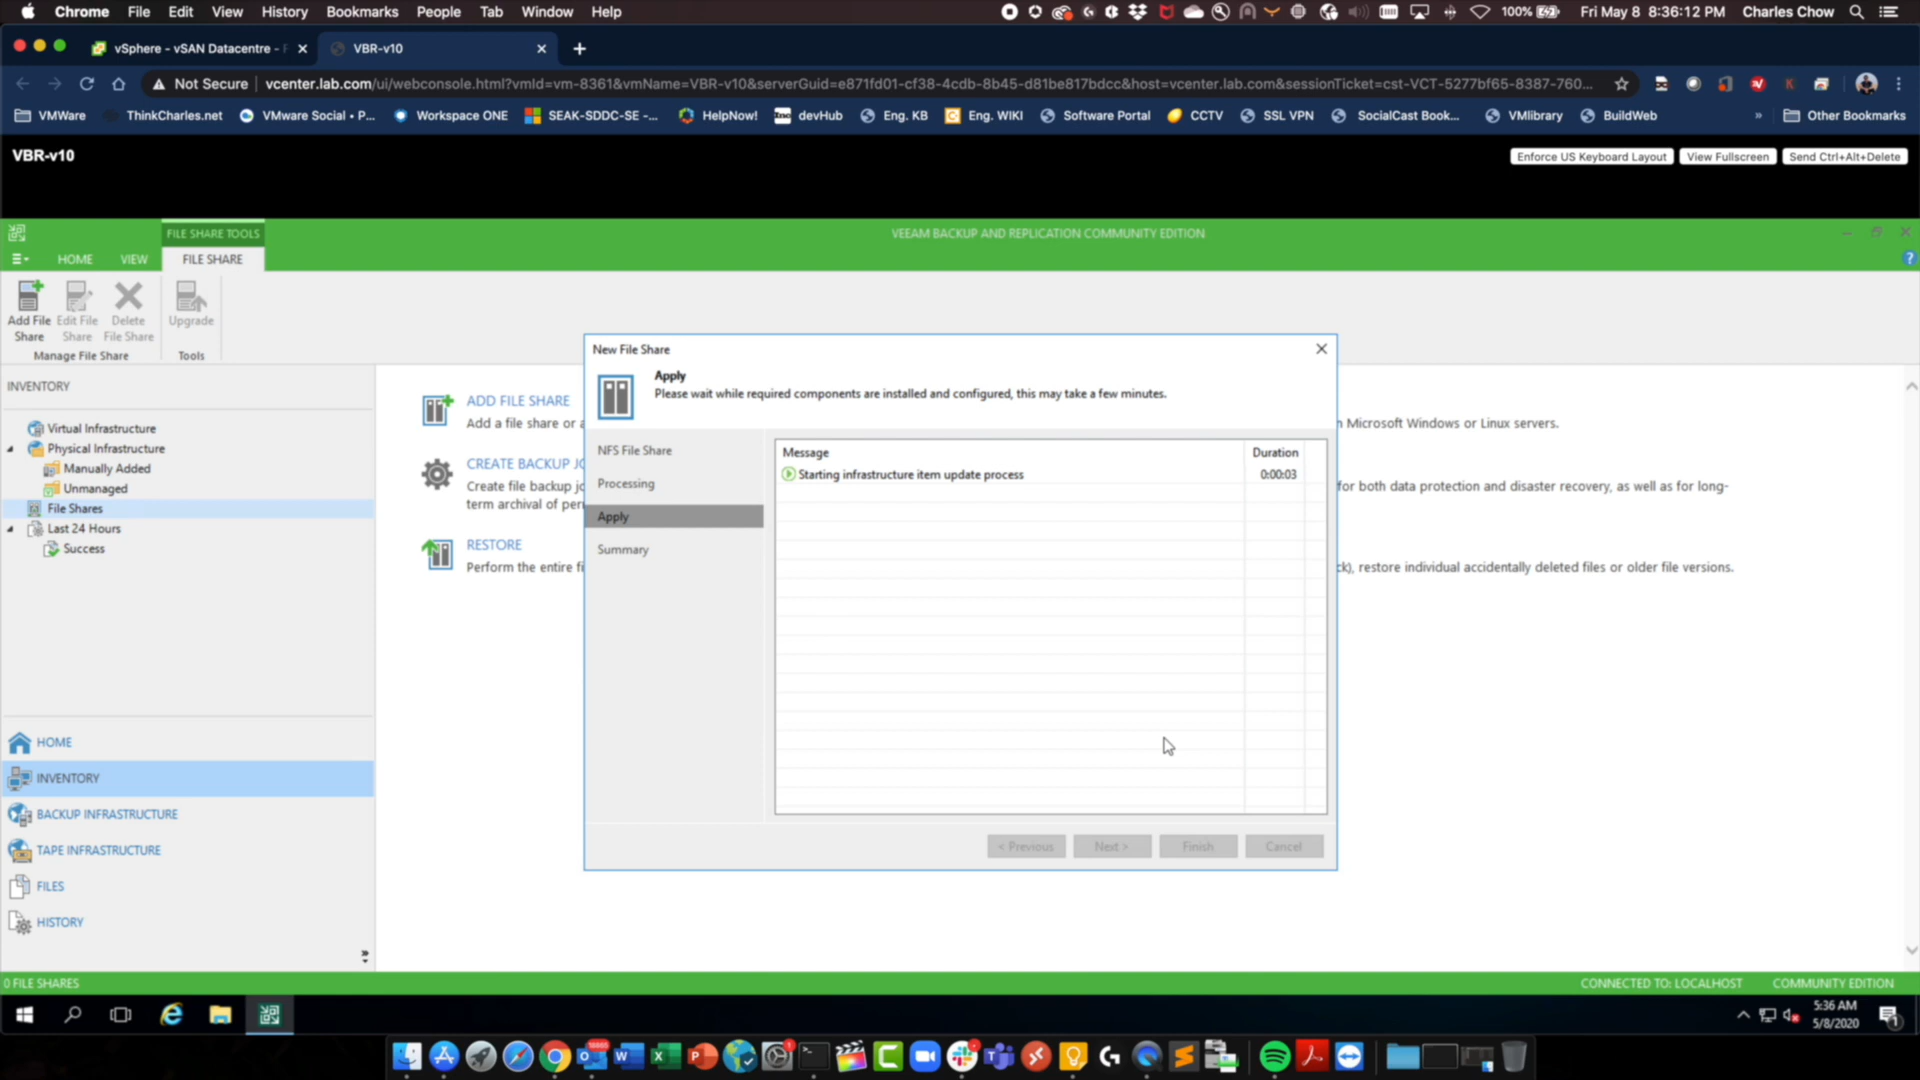 Chrome File Edit View History Bookmarks People Tab Window Help
100% Fri May 8 8:36:12 PM Charles Chow
vSphere - vSAN Datacentre - F
VBR-v10
Not Secure vcenter.lab.com/ui/webconsole.html?vmId=vm-8361&vmName=VBR-v10&serverGuid=e871fd01-cf38-4cdb-8b45-d81be817bdcc&host=vcenter.lab.com&sessionTicket=cst-VCT-5277bf65-8387-760...
VMWare ThinkCharles.net VMware Social • P... Workspace ONE SEAK-SDDC-SE -... HelpNow! devHub Eng. KB Eng. WIKI Software Portal CCTV SSL VPN SocialCast Book... VMlibrary BuildWeb » Other Bookmarks
VBR-v10
Enforce US Keyboard Layout View Fullscreen Send Ctrl+Alt+Delete
FILE SHARE TOOLS
VEEAM BACKUP AND REPLICATION COMMUNITY EDITION
HOME VIEW FILE SHARE
Add File Share
Edit File Share
Delete File Share
Upgrade
Manage File Share
Tools
INVENTORY
Virtual Infrastructure
Physical Infrastructure
Manually Added
Unmanaged
File Shares
Last 24 Hours
Success
ADD FILE SHARE
Add a file share or a
n Microsoft Windows or Linux servers.
CREATE BACKUP JO
Create file backup jo
for both data protection and disaster recovery, as well as for long-
term archival of per
RESTORE
Perform the entire fi
ck), restore individual accidentally deleted files or older file versions.
New File Share
Apply
Please wait while required components are installed and configured, this may take a few minutes.
NFS File Share
Processing
Apply
Summary
Message Duration
Starting infrastructure item update process 0:00:03
< Previous Next > Finish Cancel
HOME
INVENTORY
BACKUP INFRASTRUCTURE
TAPE INFRASTRUCTURE
FILES
HISTORY
0 FILE SHARES
CONNECTED TO: LOCALHOST COMMUNITY EDITION
5:36 AM
5/8/2020